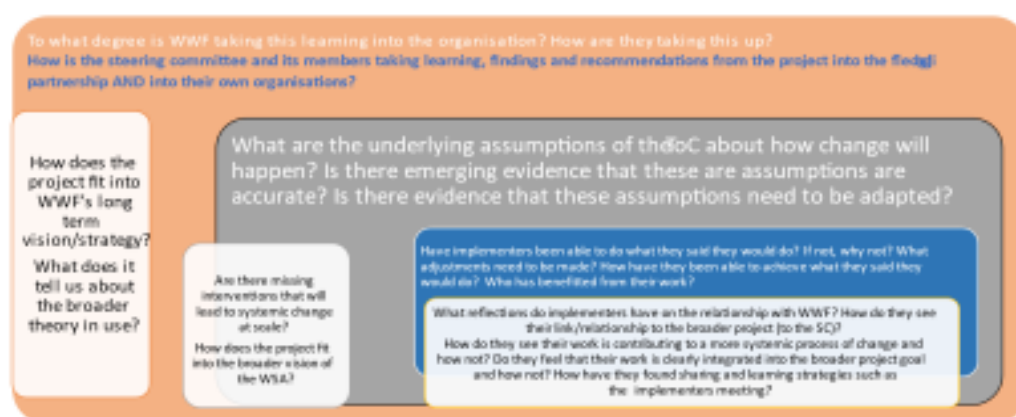 To what degree is WWF taking this learning into the organisation? How are they taking this up?
How is the steering committee and its members taking learning, findings and recommendations from the project into the
partnership AND into their own organisations?
How does the
project fit into
WWF's long
term
vision/strategy?
What does it
tell us about
the broader
theory in use?
What are the underlying assumptions of the ToC about how change will
happen? Is there emerging evidence that these are assumptions are
accurate? Is there evidence that these assumptions need to be adapted?
Are there missing
interventions that will
lead to systemic change
at scale?
How does the project fit
into the broader vision of
the WSA?
Have implementers been able to do what they said they would do? If not, why not? What
adjustments need to be made? How have they been able to achieve what they said they
would do? Who has benefitted from their work?
What reflections do implementers have on the relationship with WWF? How do they see
their link/relationship to the broader project (to the SC)?
How do they see their work is contributing to a more systemic process of change and
how not? Do they feel that their work is clearly integrated into the broader project goal
and how not? How have they found sharing and learning strategies such as
the implementers meeting?